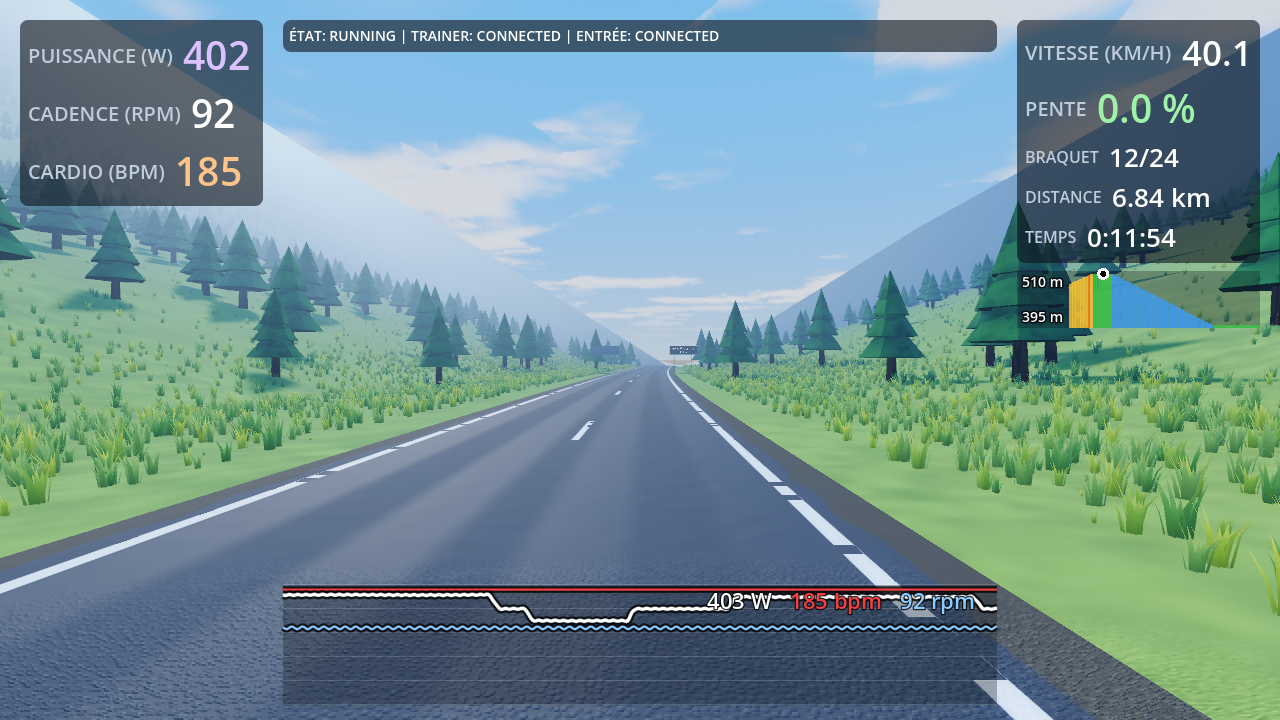 PUISSANCE (W) 402
CADENCE (RPM) 92
CARDIO (BPM) 185
ÉTAT: RUNNING | TRAINER: CONNECTED | ENTRÉE: CONNECTED
VITESSE (KM/H) 40.1
PENTE 0.0 %
BRAQUET 12/24
DISTANCE 6.84 km
TEMPS 0:11:54
510 m
395 m
403 W 185 bpm 92 rpm